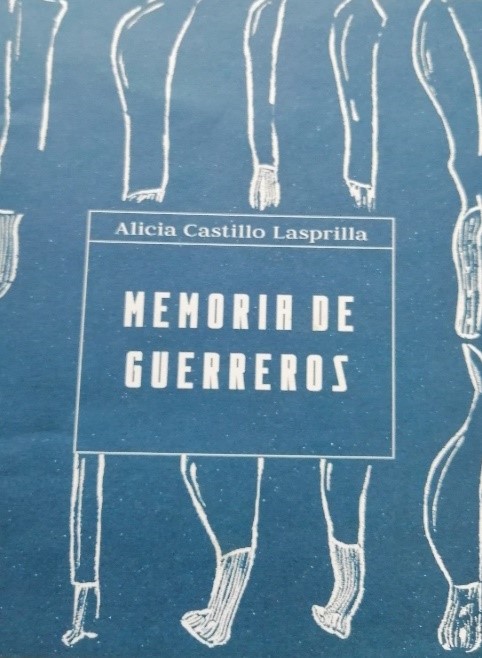 Alicia Castillo Lasprilla
MEMORIA DE
GUERREROS